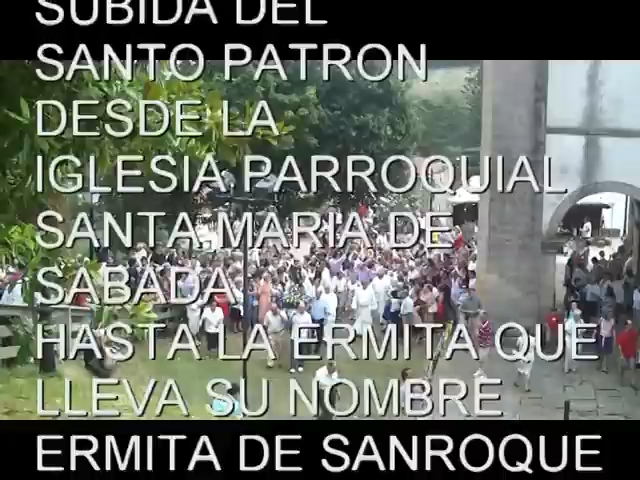 SUBIDA DEL
SANTO PATRON
DESDE LA
IGLESIA PARROQUIAL
SANTA MARIA DE
SABADA
HASTA LA ERMITA QUE
LLEVA SU NOMBRE
ERMITA DE SANROQUE